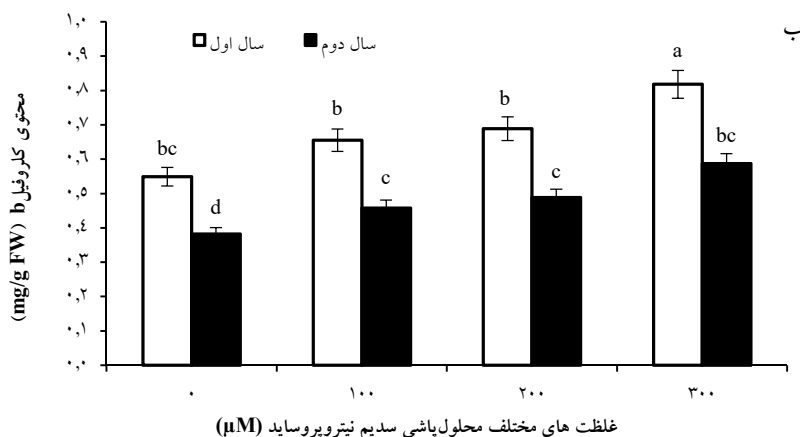 ب
سال اول
سال دوم
محتوی کلروفیل b
(mg/g FW)
۱٫۰
۰٫۹
۰٫۸
۰٫۷
۰٫۶
۰٫۵
۰٫۴
۰٫۳
۰٫۲
۰٫۱
۰٫۰
bc
d
b
c
b
c
a
bc
۰
۱۰۰
۲۰۰
۳۰۰
غلظت های مختلف محلول‌پاشی سدیم نیتروپروساید (µM)